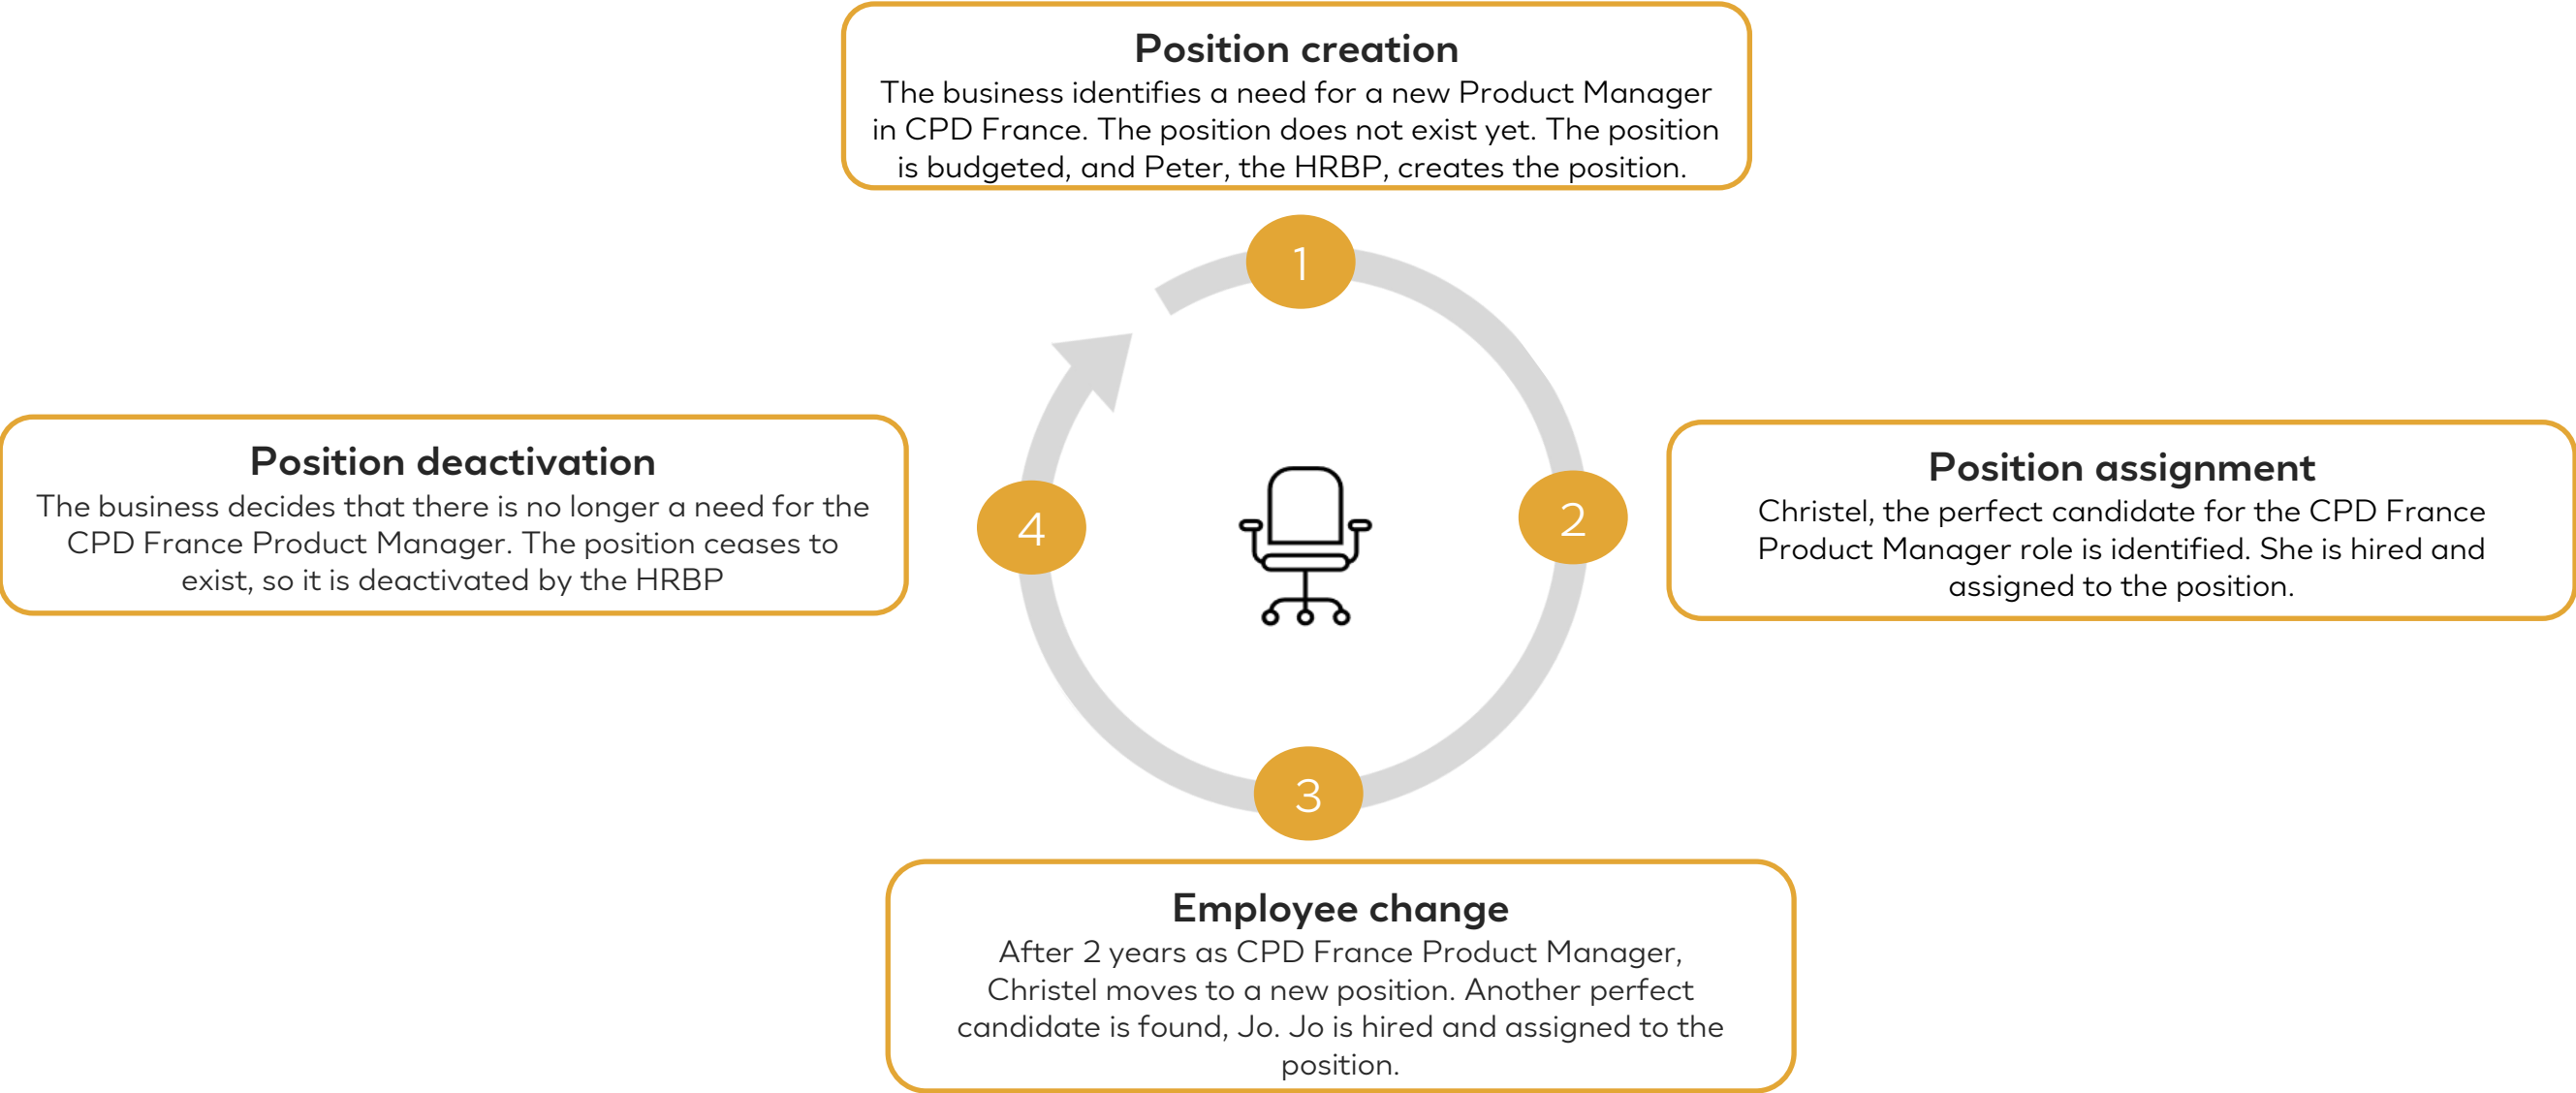 Position creation
The business identifies a need for a new Product Manager
in CPD France. The position does not exist yet. The position
is budgeted, and Peter, the HRBP, creates the position.
1
2
Position assignment
Christel, the perfect candidate for the CPD France
Product Manager role is identified. She is hired and
assigned to the position.
3
Employee change
After 2 years as CPD France Product Manager,
Christel moves to a new position. Another perfect
candidate is found, Jo. Jo is hired and assigned to the
position.
4
Position deactivation
The business decides that there is no longer a need for the
CPD France Product Manager. The position ceases to
exist, so it is deactivated by the HRBP